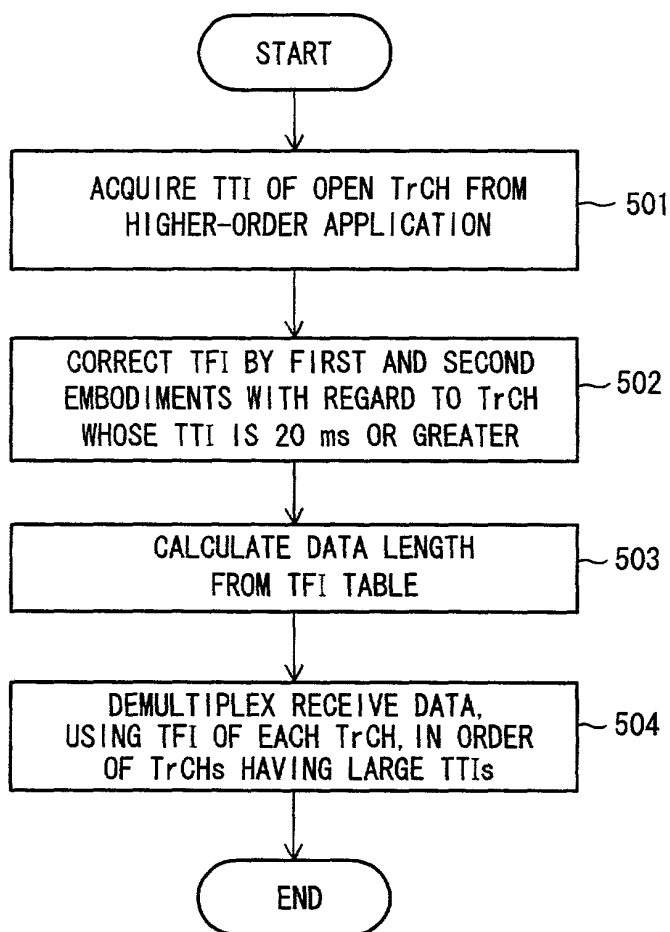 START
ACQUIRE TTI OF OPEN TrCH FROM
HIGHER-ORDER APPLICATION
501
CORRECT TFI BY FIRST AND SECOND
EMBODIMENTS WITH REGARD TO TrCH
WHOSE TTI IS 20 ms OR GREATER
502
CALCULATE DATA LENGTH
FROM TFI TABLE
503
DEMULTIPLEX RECEIVE DATA,
USING TFI OF EACH TrCH, IN ORDER
OF TrCHs HAVING LARGE TTIs
504
END